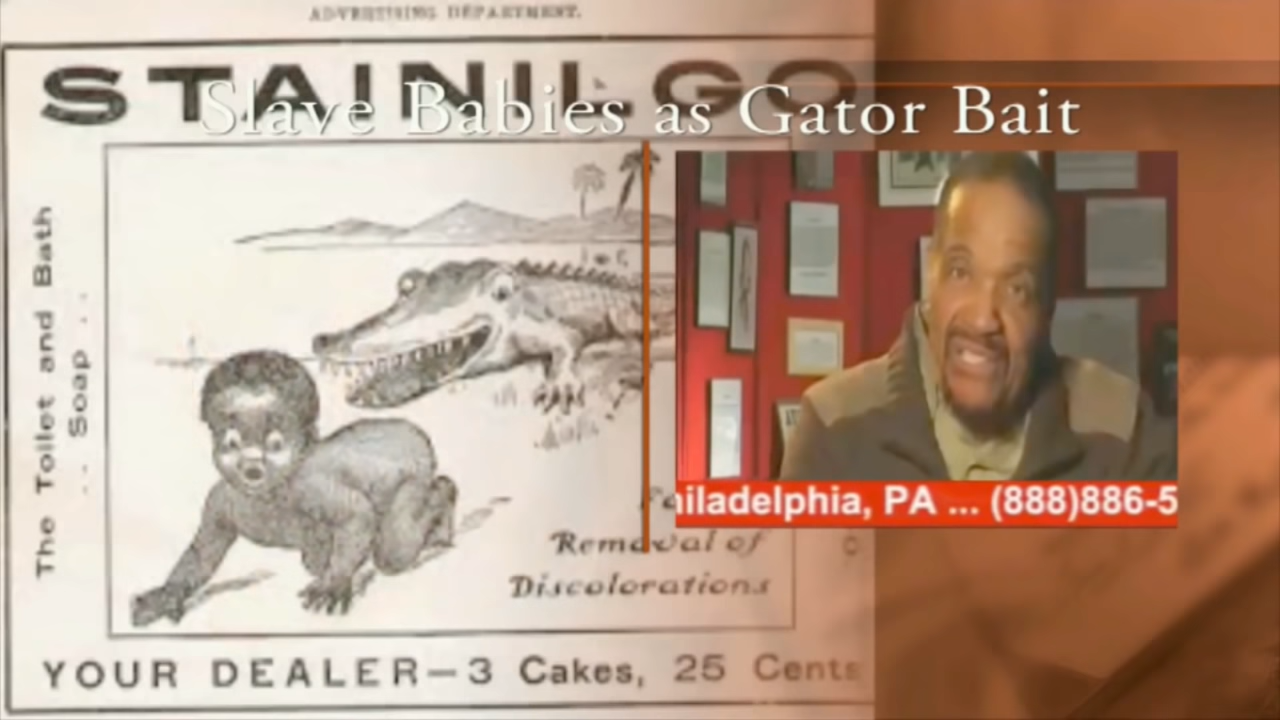 ADVERTISING DEPARTMENT.
STAINILGO
Slave Babies as Gator Bait
The Toilet and Bath
.. Soap ..
hiladelphia, PA ... (888)886-5
Removal of
Discolorations
YOUR DEALER—3 Cakes, 25 Cents